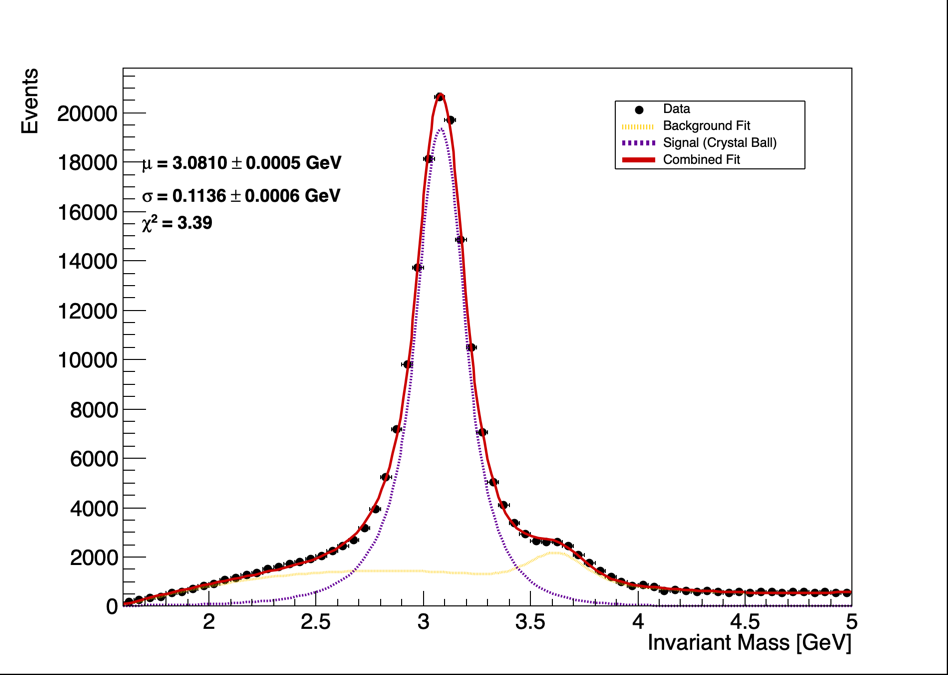 Events
20000
18000
16000
14000
12000
10000
8000
6000
4000
2000
0
μ = 3.0810 ± 0.0005 GeV
σ = 0.1136 ± 0.0006 GeV
χ² = 3.39
Data
Background Fit
Signal (Crystal Ball)
Combined Fit
2 2.5 3 3.5 4 4.5 5
Invariant Mass [GeV]